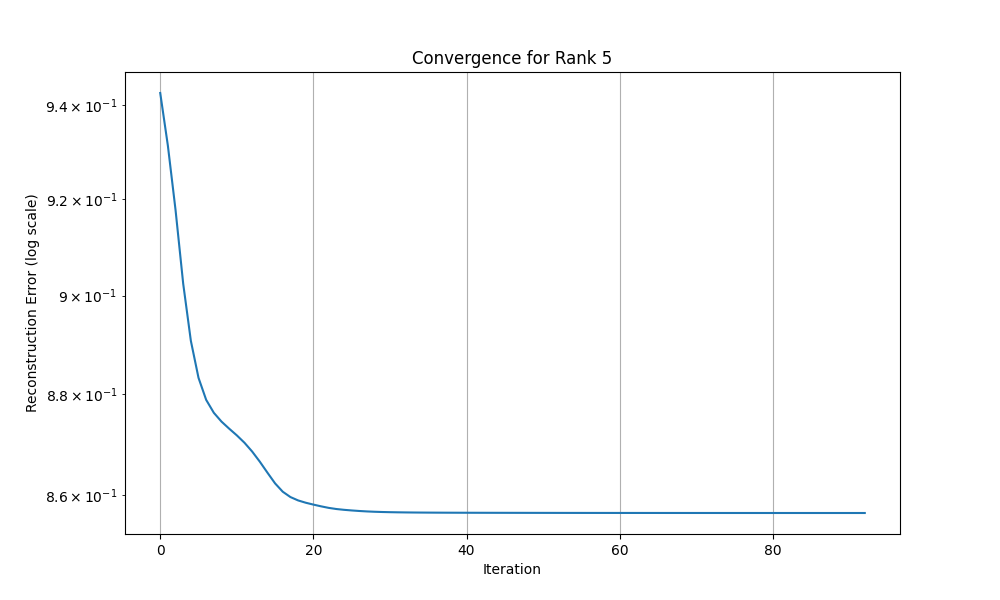 Convergence for Rank 5
Reconstruction Error (log scale)
9.4 × 10⁻¹
9.2 × 10⁻¹
9 × 10⁻¹
8.8 × 10⁻¹
8.6 × 10⁻¹
0 20 40 60 80
Iteration